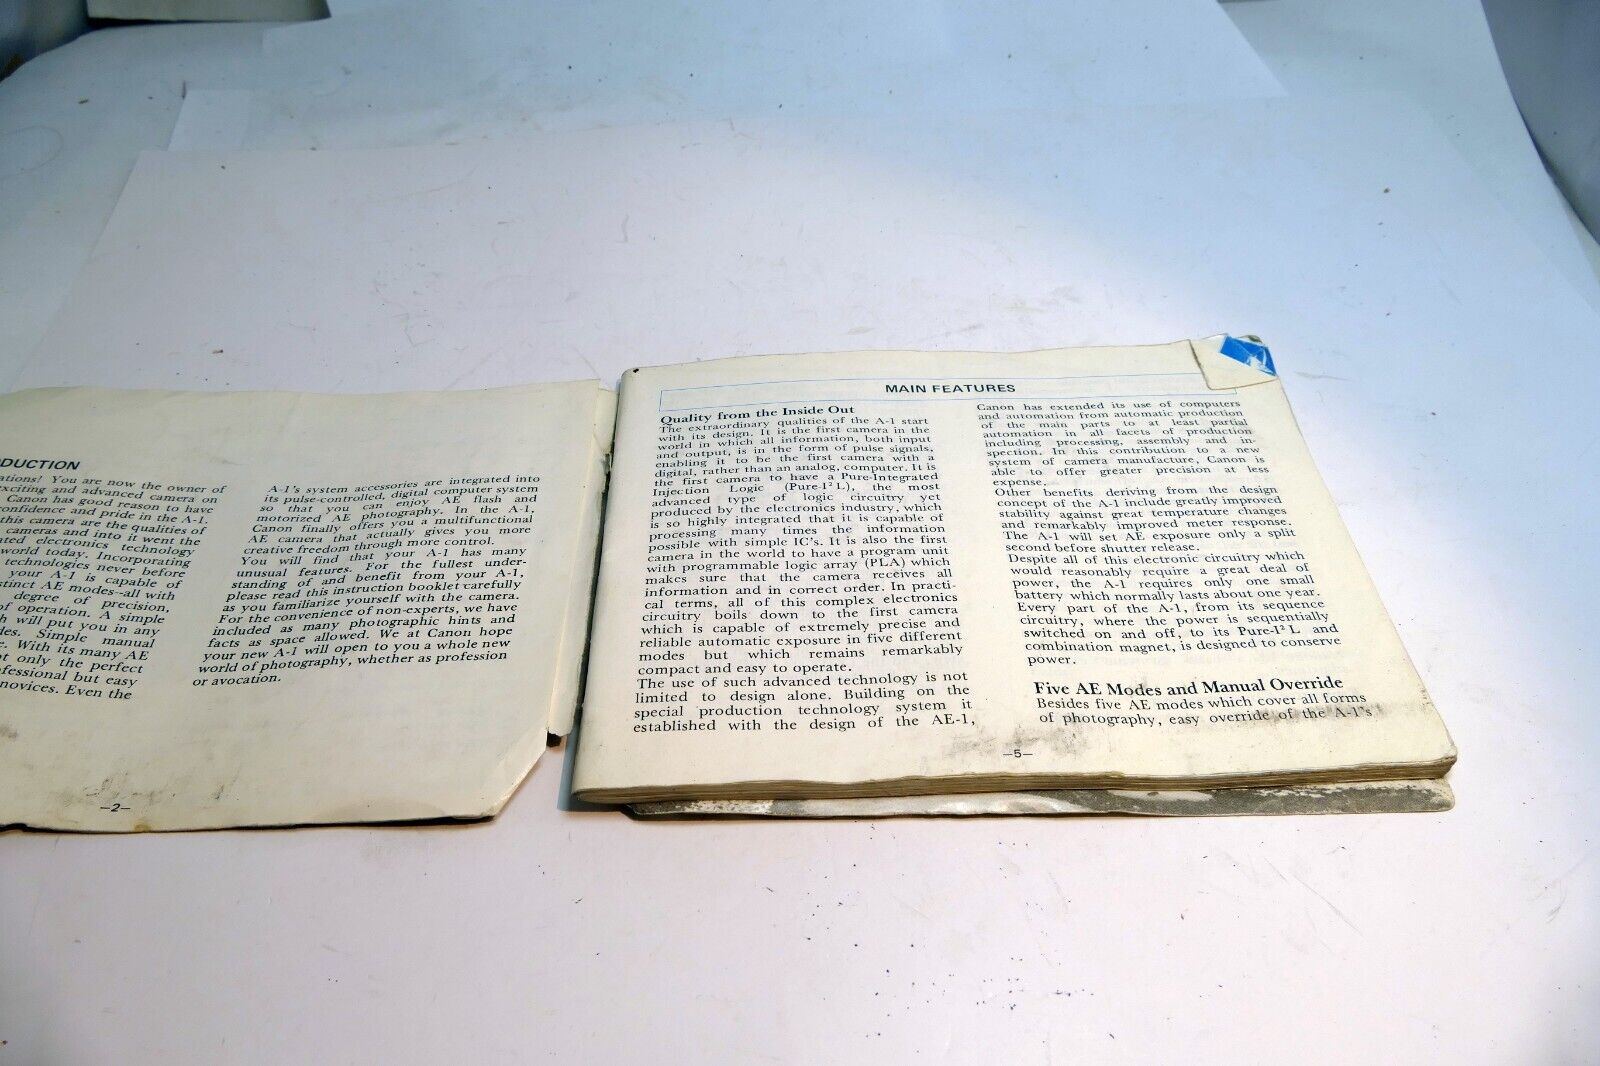 DUCTION
ations! You are now the owner of
xciting and advanced camera on
Canon has good reason to have
onfidence and pride in the A-1.
this camera are the qualities of
cameras and into it went the
ated electronics technology
world today. Incorporating
technologies never before
your A-1 is capable of
stinct AE modes--all with
degree of precision,
of operation. A simple
h will put you in any
des. Simple manual
e. With its many AE
ot only the perfect
fessional but easy
novices. Even the
A-1's system accessories are integrated into
its pulse-controlled, digital computer system
so that you can enjoy AE flash and
motorized AE photography. In the A-1,
Canon finally offers you a multifunctional
AE camera that actually gives you more
creative freedom through more control.
You will find that your A-1 has many
unusual features. For the fullest under-
standing of and benefit from your A-1,
please read this instruction booklet carefully
as you familiarize yourself with the camera.
For the convenience of non-experts, we have
included as many photographic hints and
facts as space allowed. We at Canon hope
your new A-1 will open to you a whole new
world of photography, whether as profession
or avocation.
—2—
MAIN FEATURES
Quality from the Inside Out
The extraordinary qualities of the A-1 start
with its design. It is the first camera in the
world in which all information, both input
and output, is in the form of pulse signals,
enabling it to be the first camera with a
digital, rather than an analog, computer. It is
the first camera to have a Pure-Integrated
Injection Logic (Pure-I² L), the most
advanced type of logic circuitry yet
produced by the electronics industry, which
is so highly integrated that it is capable of
processing many times the information
possible with simple IC's. It is also the first
camera in the world to have a program unit
with programmable logic array (PLA) which
makes sure that the camera receives all
information and in correct order. In practi-
cal terms, all of this complex electronics
circuitry boils down to the first camera
which is capable of extremely precise and
reliable automatic exposure in five different
modes but which remains remarkably
compact and easy to operate.
The use of such advanced technology is not
limited to design alone. Building on the
special production technology system it
established with the design of the AE-1,
Canon has extended its use of computers
and automation from automatic production
of the main parts to at least partial
automation in all facets of production
including processing, assembly and in-
spection. In this contribution to a new
system of camera manufacture, Canon is
able to offer greater precision at less
expense.
Other benefits deriving from the design
concept of the A-1 include greatly improved
stability against great temperature changes
and remarkably improved meter response.
The A-1 will set AE exposure only a split
second before shutter release.
Despite all of this electronic circuitry which
would reasonably require a great deal of
power, the A-1 requires only one small
battery which normally lasts about one year.
Every part of the A-1, from its sequence
circuitry, where the power is sequentially
switched on and off, to its Pure-I² L and
combination magnet, is designed to conserve
power.
Five AE Modes and Manual Override
Besides five AE modes which cover all forms
of photography, easy override of the A-1's
—5—